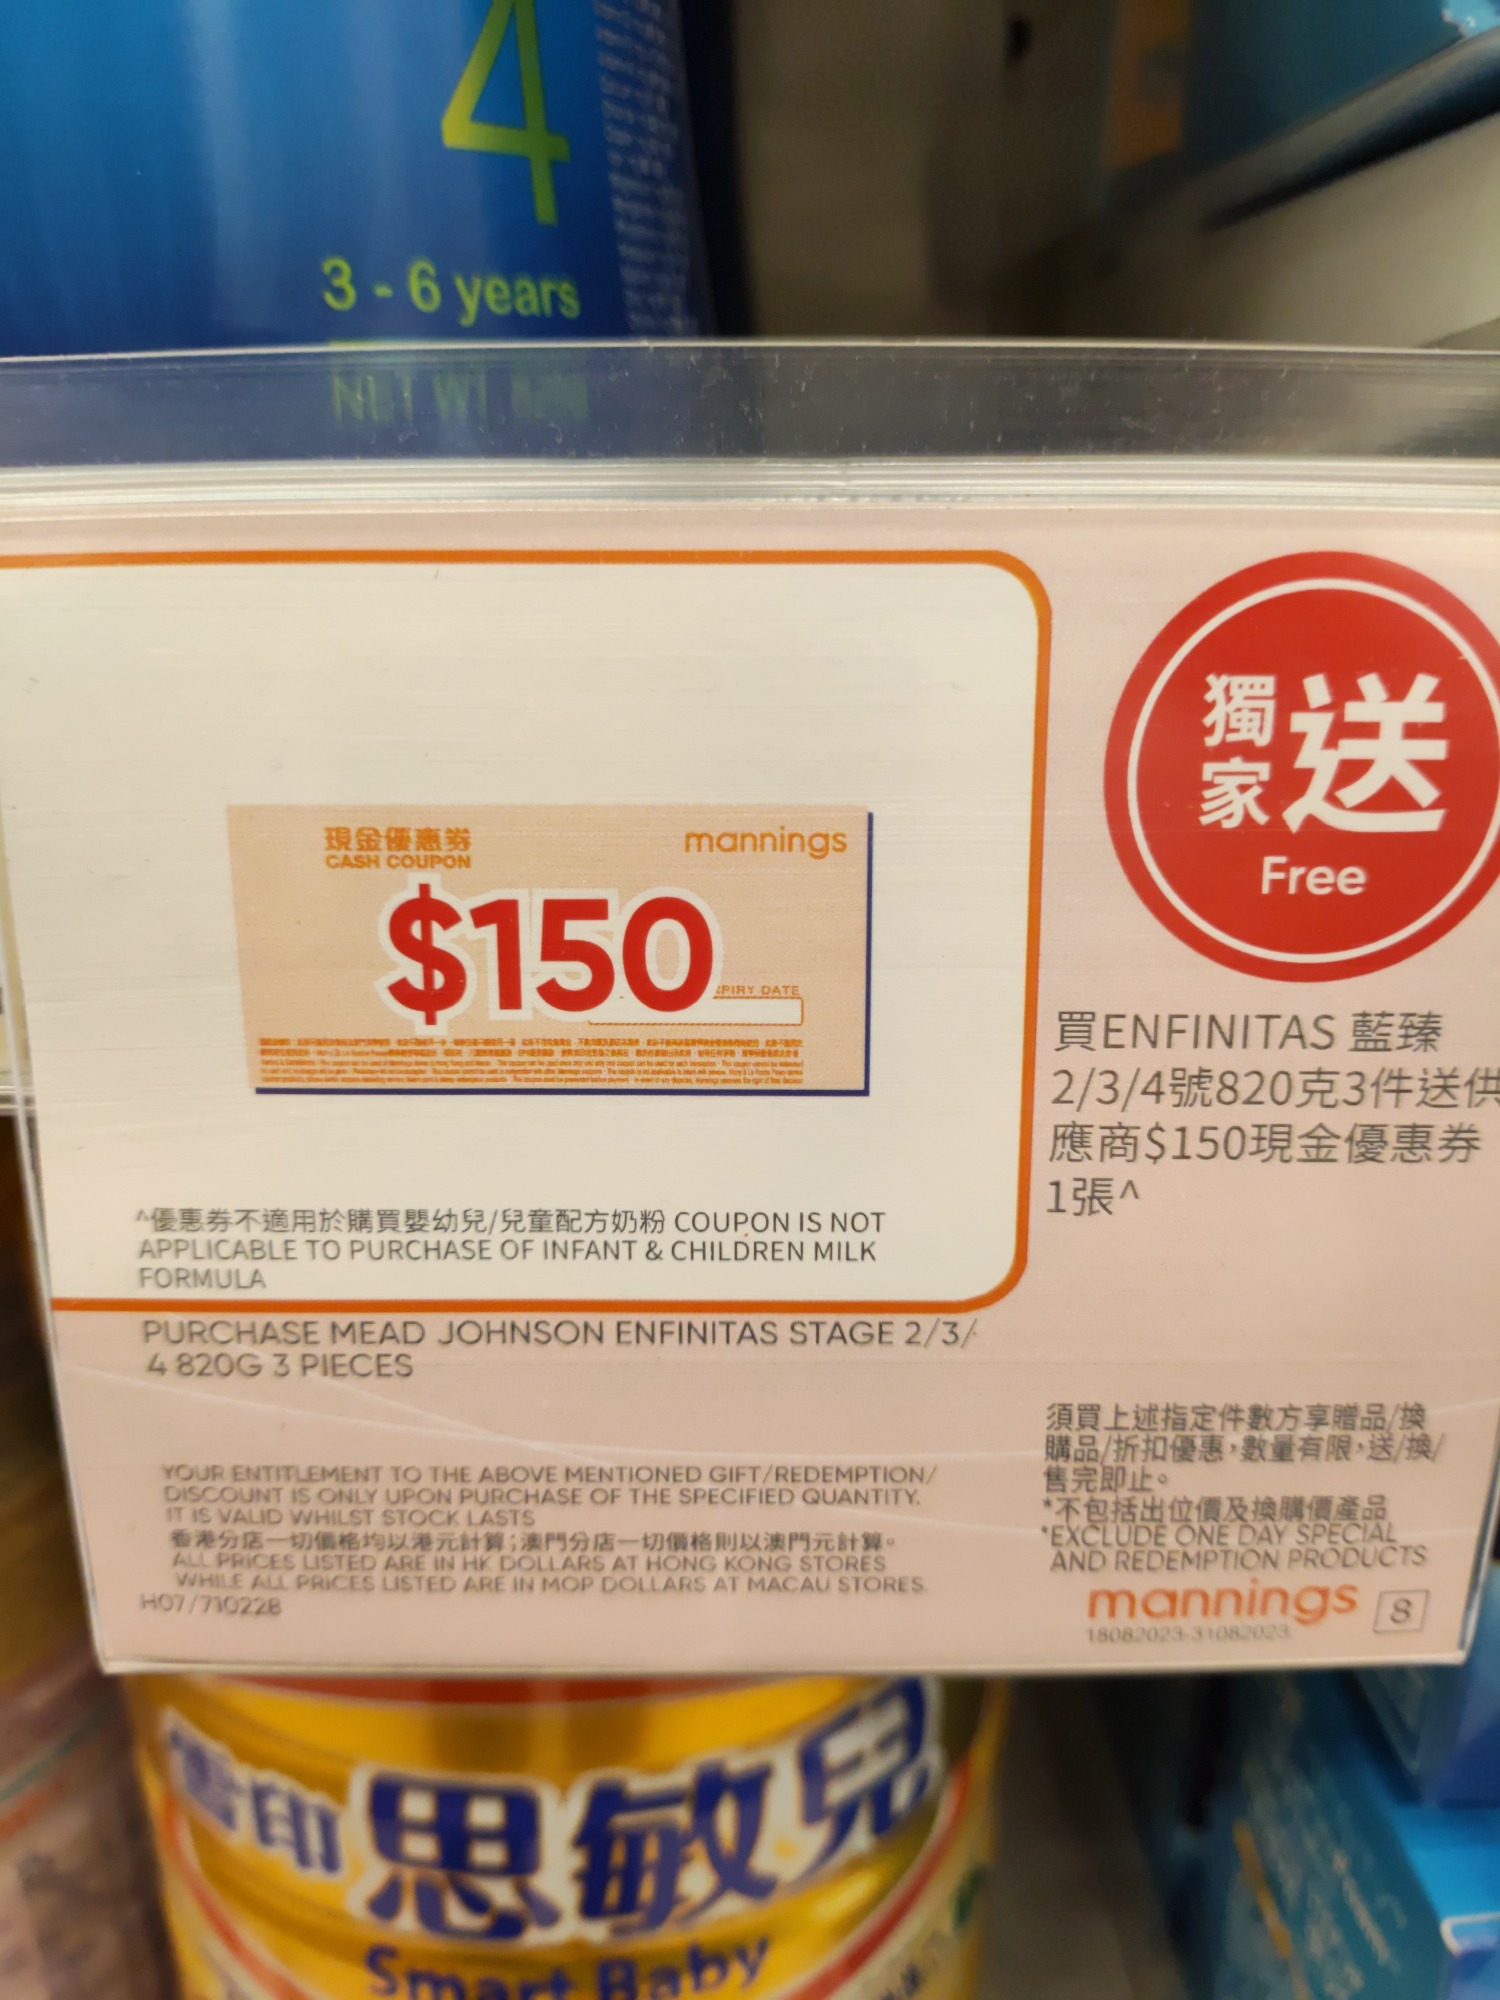 4
3 - 6 years
NET WT
獨家送
Free
現金優惠券
CASH COUPON
mannings
$150
PIRY DATE
買ENFINITAS 藍臻
2/3/4號820克3件送供
應商$150現金優惠券
1張^
^優惠券不適用於購買嬰幼兒/兒童配方奶粉 COUPON IS NOT
APPLICABLE TO PURCHASE OF INFANT & CHILDREN MILK
FORMULA
PURCHASE MEAD JOHNSON ENFINITAS STAGE 2/3/
4 820G 3 PIECES
須買上述指定件數方享贈品/換
購品/折扣優惠，數量有限，送/換/
售完即止。
*不包括出位價及換購價產品
*EXCLUDE ONE DAY SPECIAL
AND REDEMPTION PRODUCTS
YOUR ENTITLEMENT TO THE ABOVE MENTIONED GIFT/REDEMPTION/
DISCOUNT IS ONLY UPON PURCHASE OF THE SPECIFIED QUANTITY.
IT IS VALID WHILST STOCK LASTS
香港分店一切價格均以港元計算；澳門分店一切價格則以澳門元計算。
ALL PRICES LISTED ARE IN HK DOLLARS AT HONG KONG STORES
WHILE ALL PRICES LISTED ARE IN MOP DOLLARS AT MACAU STORES.
H07/710228
mannings 8
18082023-31082023
雪印 思敏兒
Smart Baby